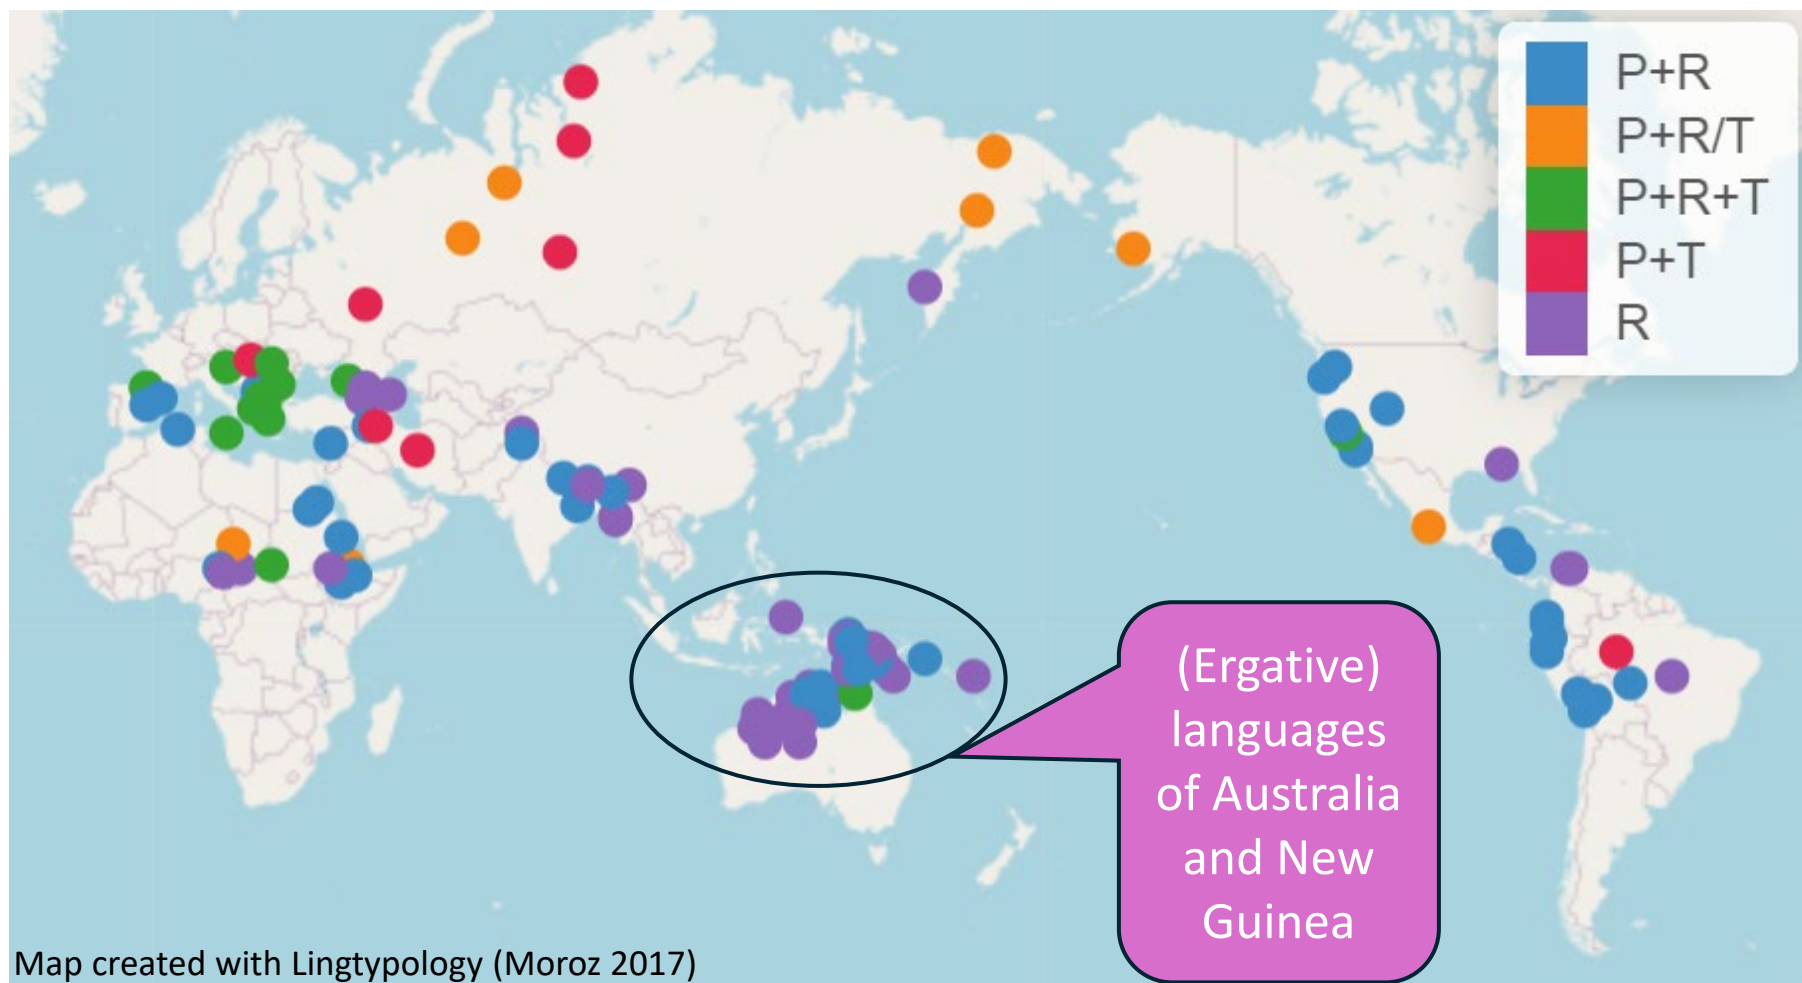 P+R
P+R/T
P+R+T
P+T
R
(Ergative)
languages
of Australia
and New
Guinea
Map created with Lingtypology (Moroz 2017)